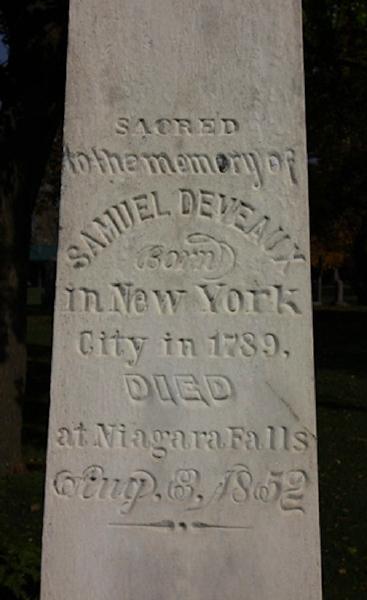 SACRED
to the memory of
SAMUEL DEVEAUX
Born
in New York
City in 1789.
DIED
at Niagara Falls
Aug. 3, 1852